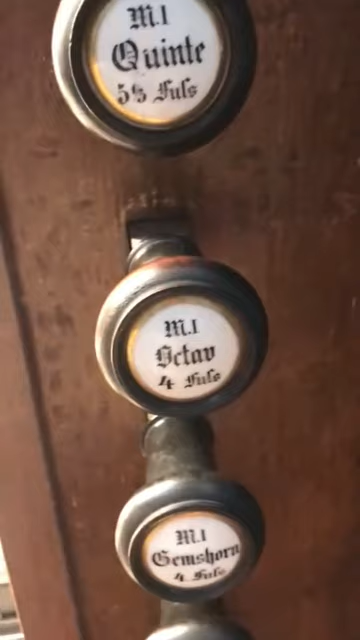 M.I
Quinte
5⅓ Fuſs
M.I
Octav
4 Fuſs
M.I
Gemshorn
4 Fuſs